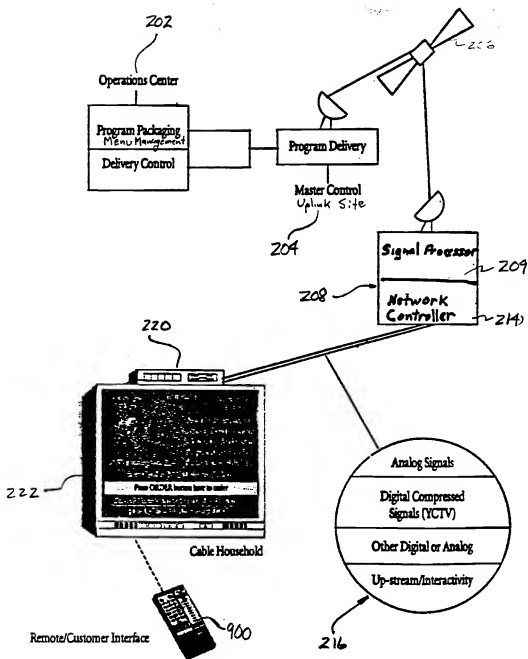 202
Operations Center
Program Packaging
Menu Management
Delivery Control
Program Delivery
Master Control
Uplink Site
204
Signal Processor
209
208
Network
Controller
214
220
222
Press ORDER button here to order
Cable Household
Analog Signals
Digital Compressed
Signals (YCTV)
Other Digital or Analog
Up-stream/Interactivity
216
900
Remote/Customer Interface